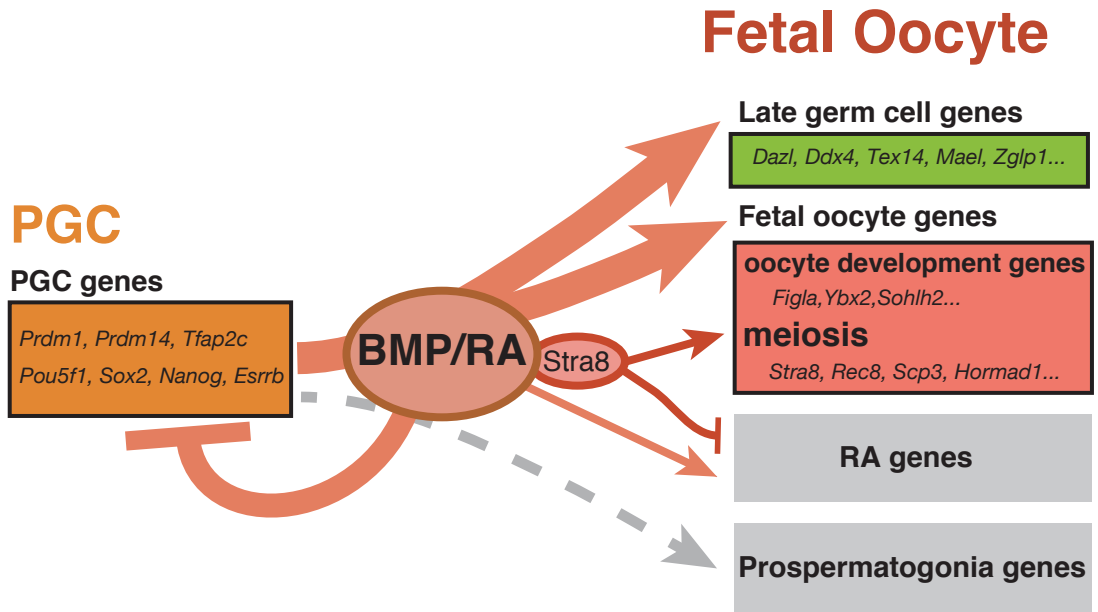 Fetal Oocyte
Late germ cell genes
Dazl, Ddx4, Tex14, Mael, Zglp1...
PGC
PGC genes
Prdm1, Prdm14, Tfap2c
Pou5f1, Sox2, Nanog, Esrrb
BMP/RA
Stra8
Fetal oocyte genes
oocyte development genes
Figla,Ybx2,Sohlh2...
meiosis
Stra8, Rec8, Scp3, Hormad1...
RA genes
Prospermatogonia genes